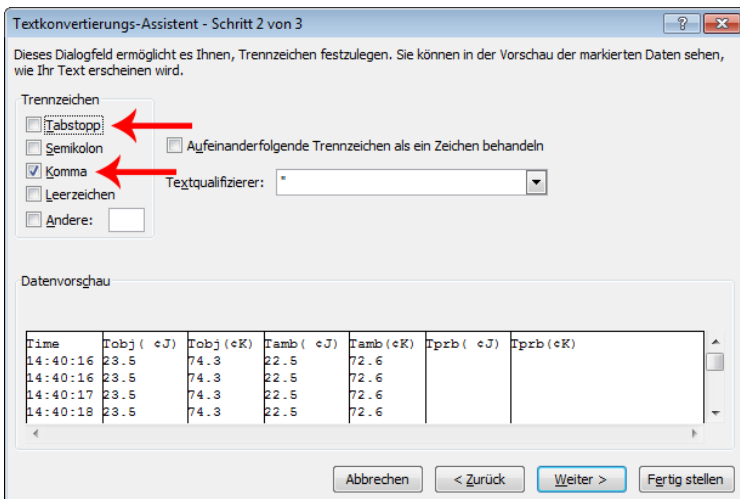 Textkonvertierungs-Assistent - Schritt 2 von 3
Dieses Dialogfeld ermöglicht es Ihnen, Trennzeichen festzulegen. Sie können in der Vorschau der markierten Daten sehen,
wie Ihr Text erscheinen wird.
Trennzeichen
Tabstopp
Semikolon
Komma
Leerzeichen
Andere:
Aufeinanderfolgende Trennzeichen als ein Zeichen behandeln
Textqualifizierer: "
Datenvorschau
Time Tobj( ¢J) Tobj(¢K) Tamb( ¢J) Tamb(¢K) Tprb( ¢J) Tprb(¢K)
14:40:16 23.5 74.3 22.5 72.6
14:40:16 23.5 74.3 22.5 72.6
14:40:17 23.5 74.3 22.5 72.6
14:40:18 23.5 74.3 22.5 72.6
Abbrechen < Zurück Weiter > Fertig stellen